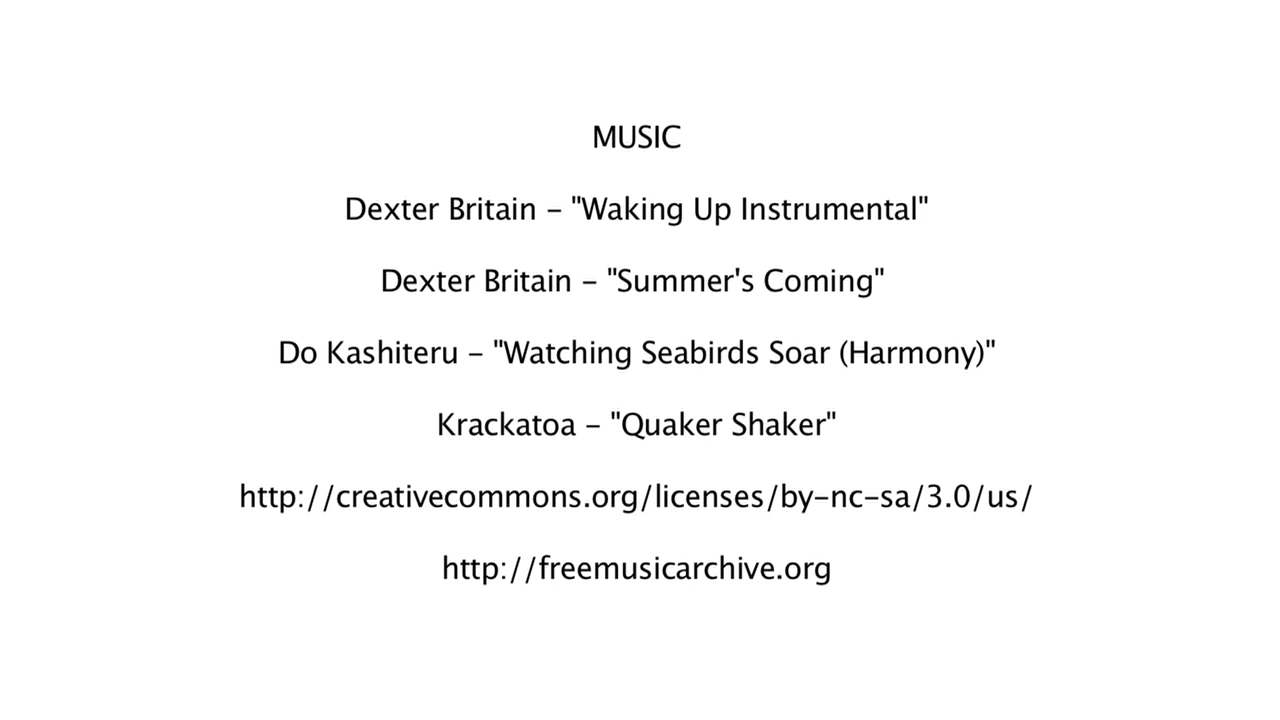 MUSIC
Dexter Britain - "Waking Up Instrumental"
Dexter Britain - "Summer's Coming"
Do Kashiteru - "Watching Seabirds Soar (Harmony)"
Krackatoa - "Quaker Shaker"
http://creativecommons.org/licenses/by-nc-sa/3.0/us/
http://freemusicarchive.org